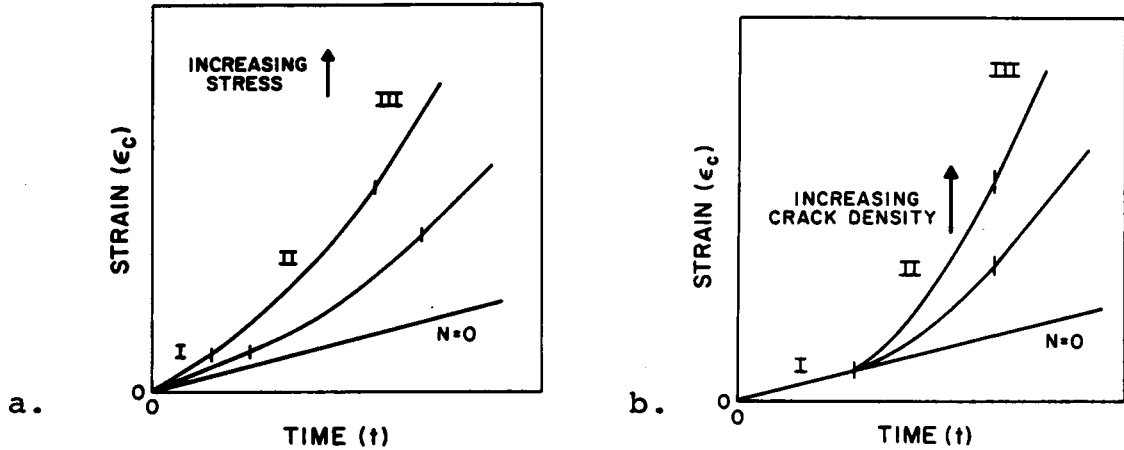 INCREASING
STRESS
III
II
I
N=0
STRAIN (ϵc)
0
0
TIME (t)
a.
III
INCREASING
CRACK DENSITY
II
I
N=0
STRAIN (ϵc)
0
0
TIME (t)
b.